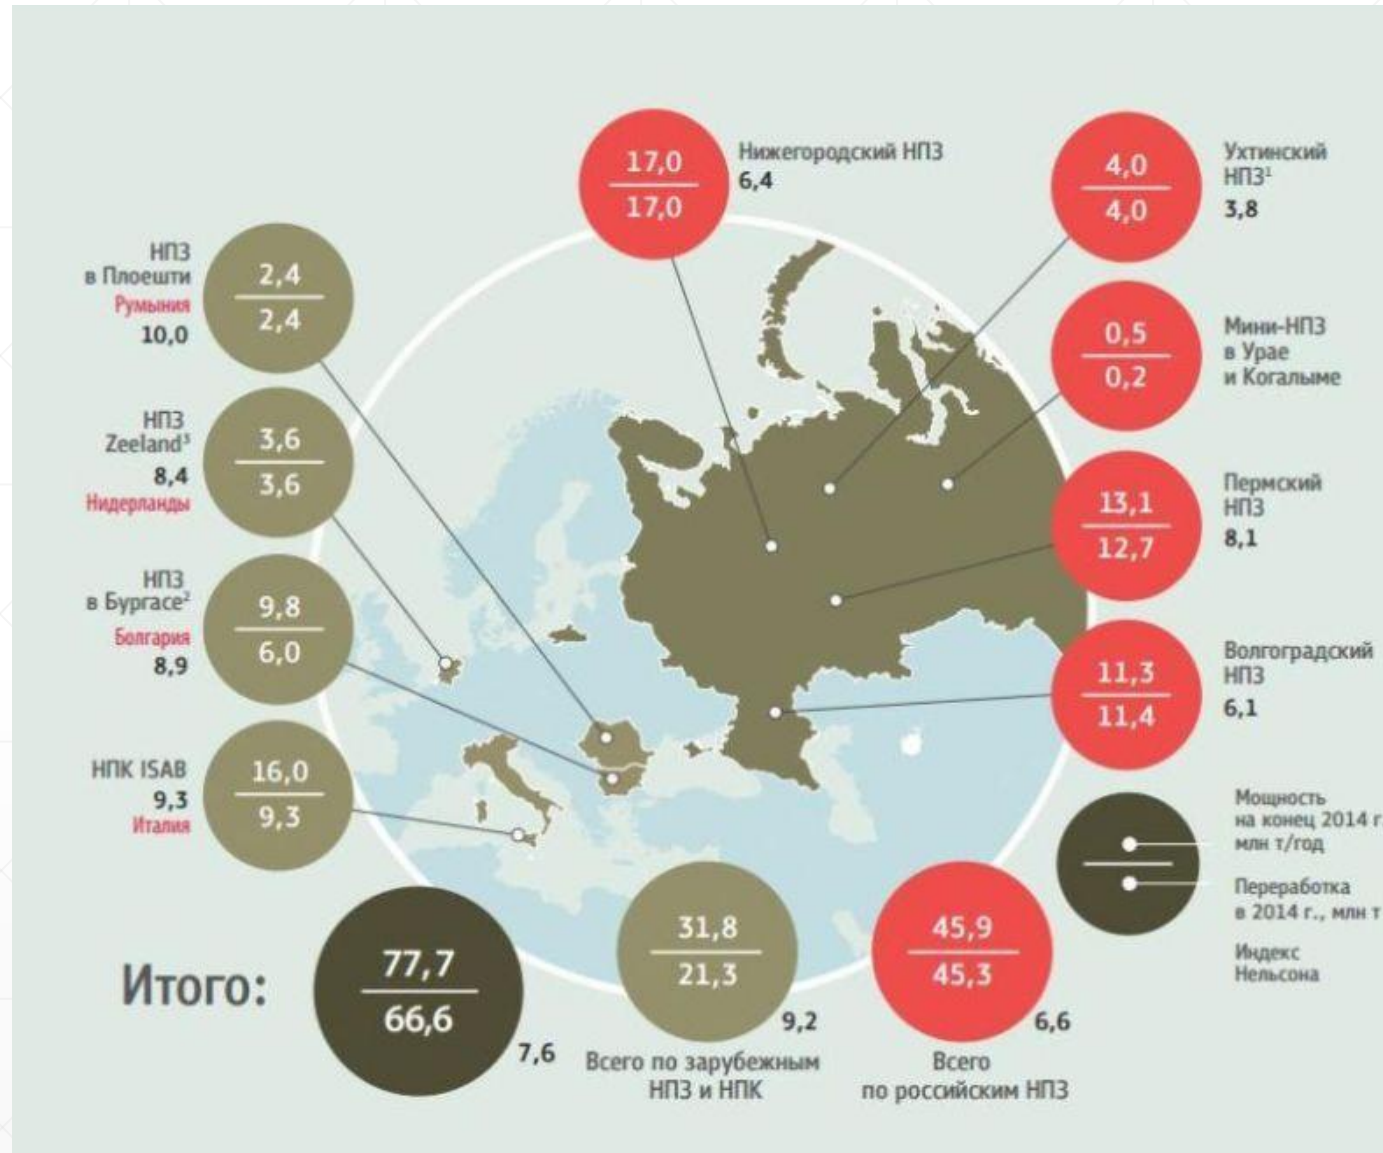 17,0
17,0
Нижегородский НПЗ
6,4
4,0
4,0
Ухтинский
НПЗ¹
3,8
НПЗ
в Плоешти
Румыния
10,0
2,4
2,4
0,5
0,2
Мини-НПЗ
в Урае
и Когалыме
НПЗ
Zeeland³
8,4
Нидерланды
3,6
3,6
13,1
12,7
Пермский
НПЗ
8,1
НПЗ
в Бургасе²
Болгария
8,9
9,8
6,0
11,3
11,4
Волгоградский
НПЗ
6,1
НПК ISAB
9,3
Италия
16,0
9,3
Мощность
на конец 2014 г
млн т/год
Переработка
в 2014 г., млн т
Индекс
Нельсона
Итого:
77,7
66,6
7,6
31,8
21,3
9,2
Всего по зарубежным
НПЗ и НПК
45,9
45,3
6,6
Всего
по российским НПЗ